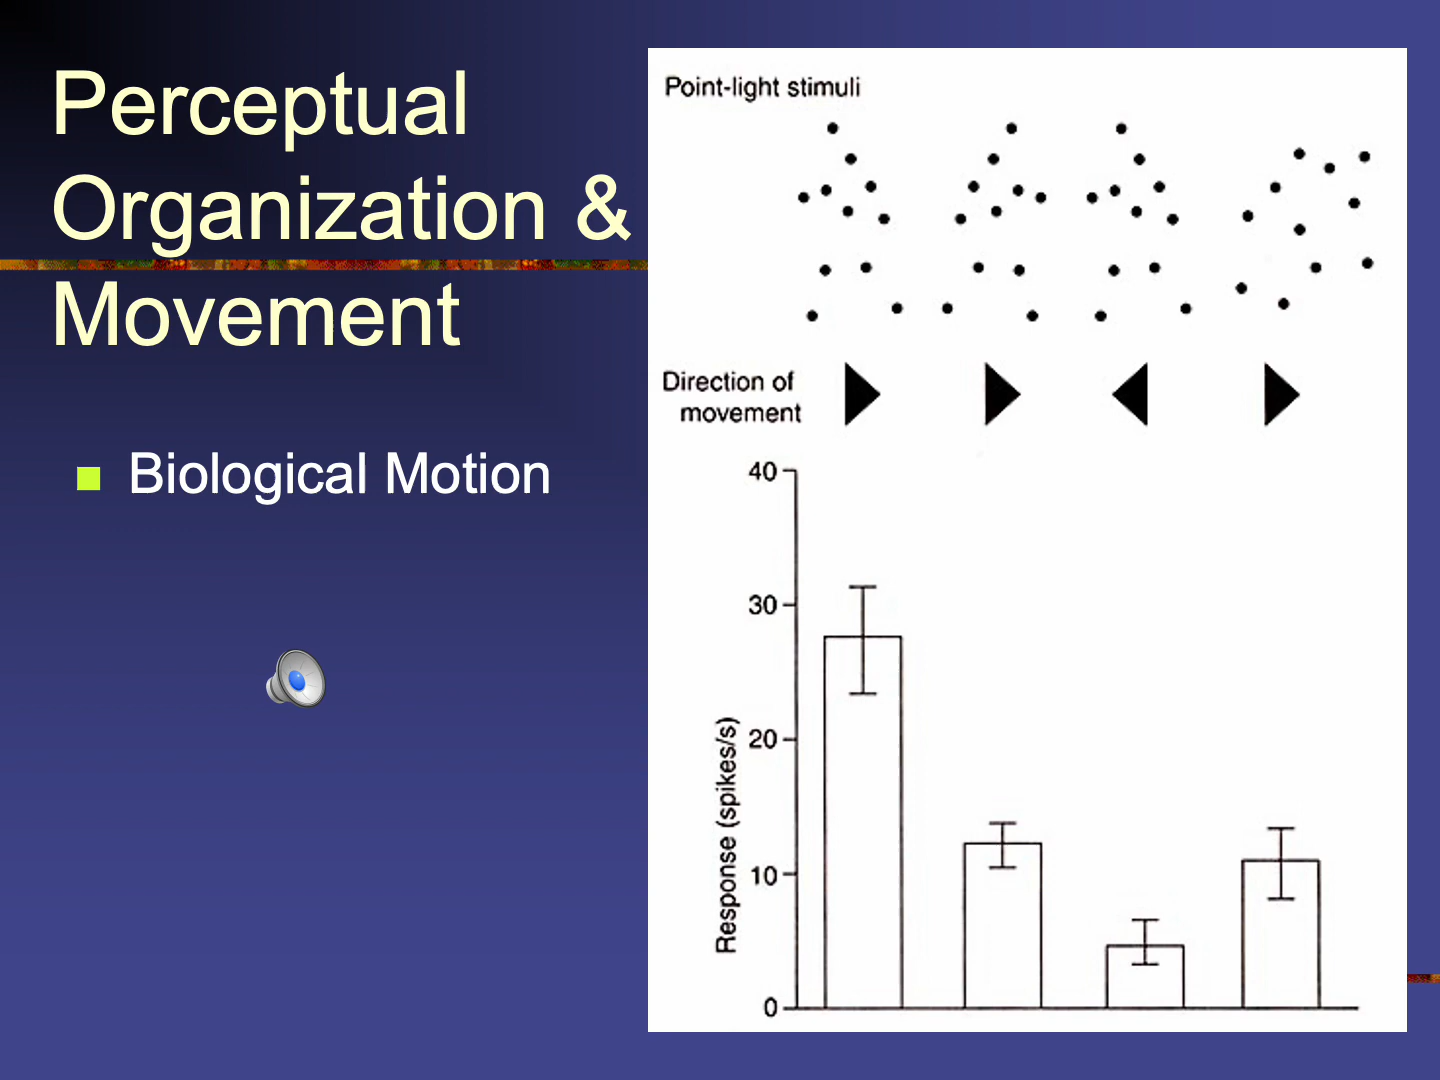 Perceptual
Organization &
Movement
Biological Motion
Point-light stimuli
Direction of
movement
40
30
20
10
0
Response (spikes/s)